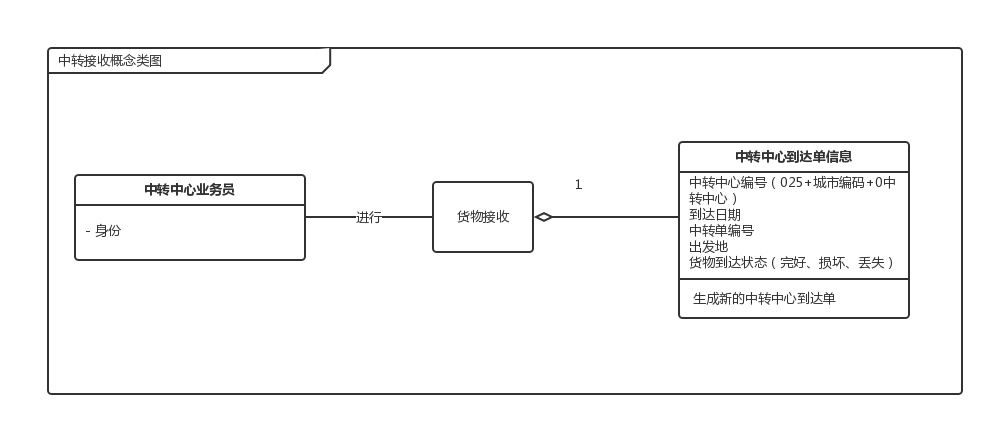 中转接收概念类图
中转中心业务员
- 身份
进行
货物接收
1
中转中心到达单信息
中转中心编号（025+城市编码+0中
转中心）
到达日期
中转单编号
出发地
货物到达状态（完好、损坏、丢失）
生成新的中转中心到达单